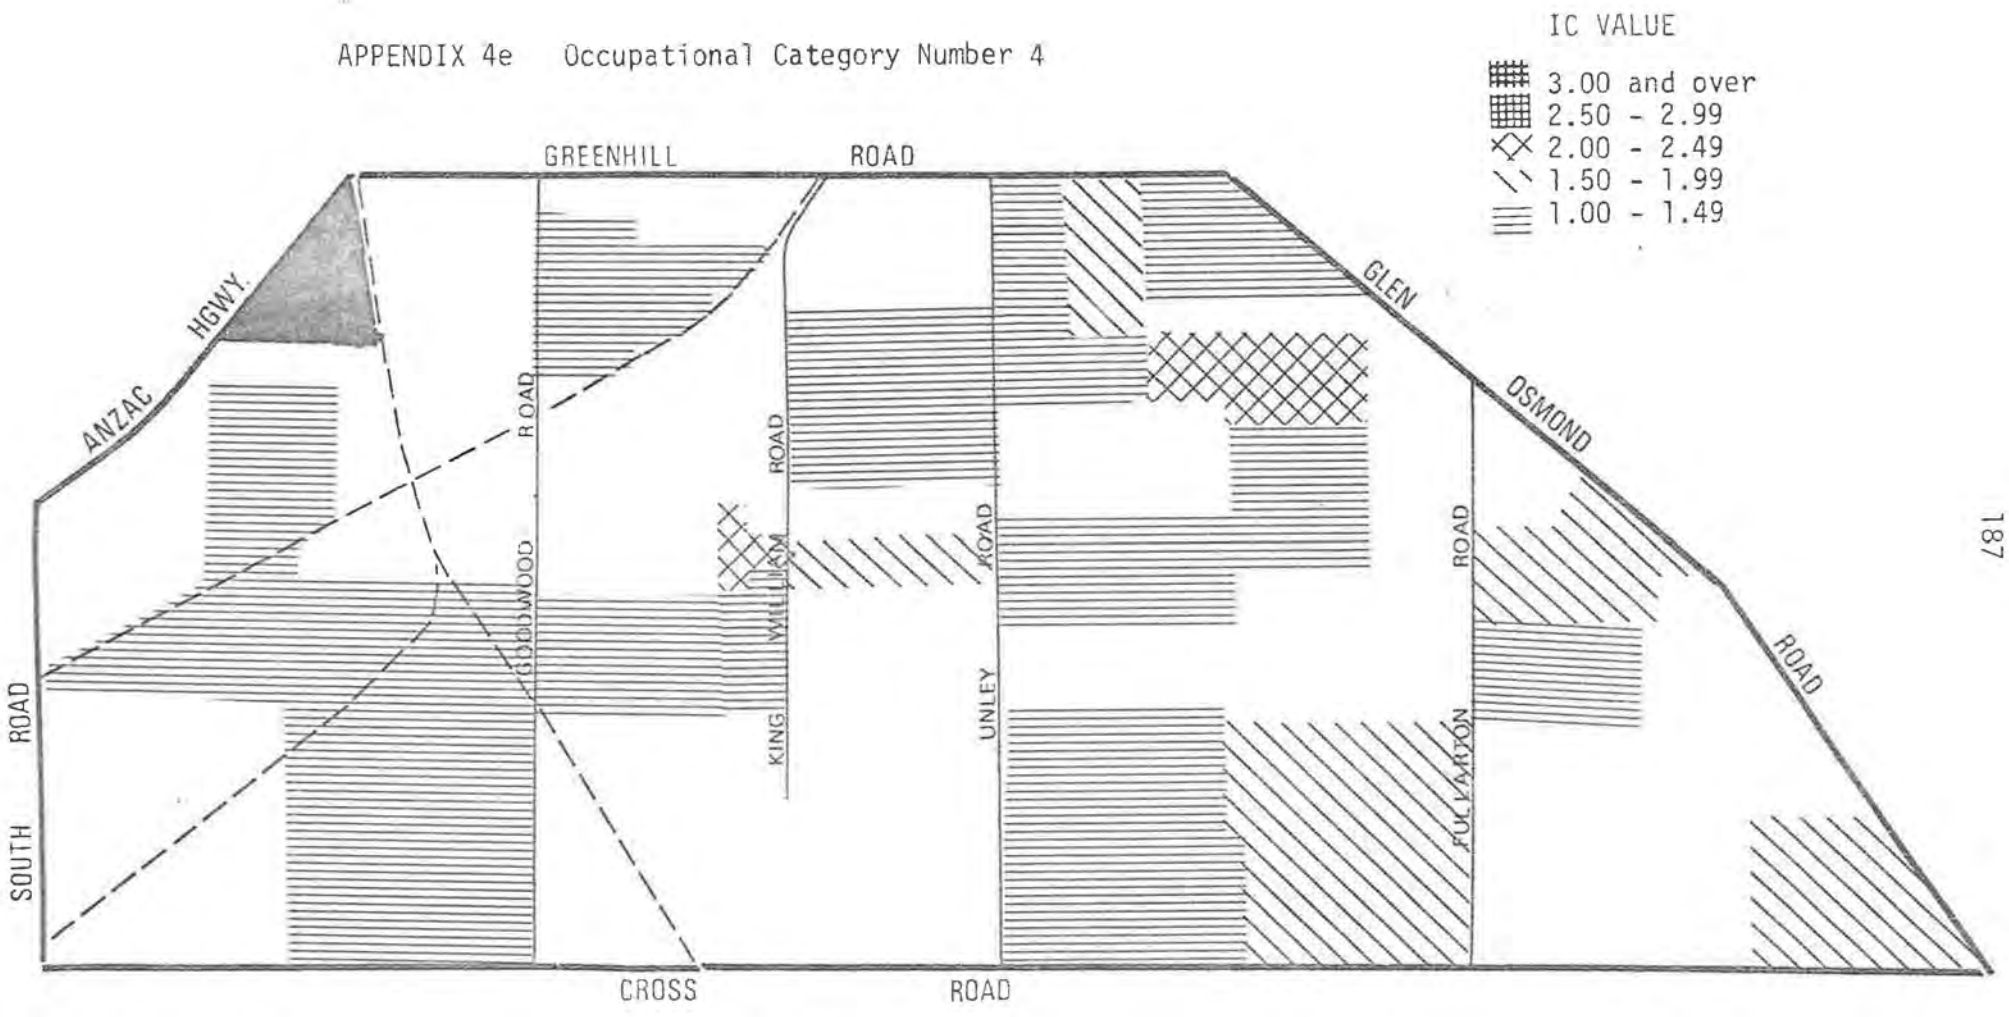 APPENDIX 4e Occupational Category Number 4
IC VALUE
3.00 and over
2.50 - 2.99
2.00 - 2.49
1.50 - 1.99
1.00 - 1.49
GREENHILL ROAD
ANZAC HGWY.
GLEN OSMOND ROAD
SOUTH ROAD
GOODWOOD ROAD
KING WILLIAM ROAD
UNLEY ROAD
FULLARTON ROAD
CROSS ROAD
187